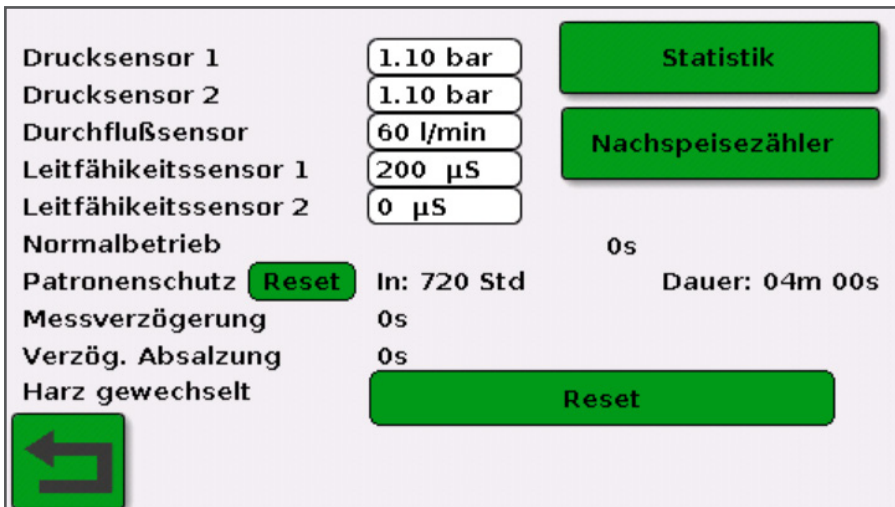 Drucksensor 1 1.10 bar Statistik
Drucksensor 2 1.10 bar
Durchflußsensor 60 l/min Nachspeisezähler
Leitfähikeitssensor 1 200 µS
Leitfähikeitssensor 2 0 µS
Normalbetrieb 0s
Patronenschutz Reset In: 720 Std Dauer: 04m 00s
Messverzögerung 0s
Verzög. Absalzung 0s
Harz gewechselt Reset